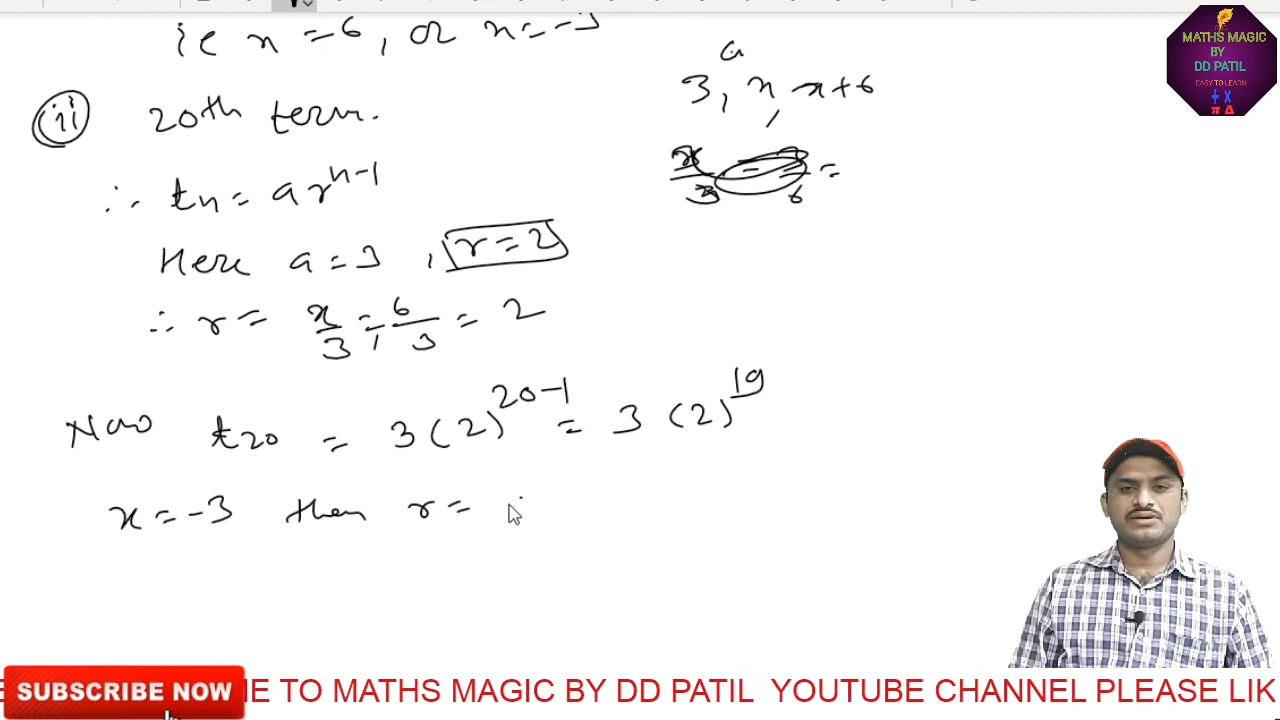 ie x = 6, or x = -3
(ii) 20th term.
∴ tn = a r^n-1
Here a = 3 , r = 2
∴ r = x/3 = 6/3 = 2
Now t20 = 3 (2)^20-1 = 3 (2)^19
x = -3 then r =
G
3, x, x+6
=
MATHS MAGIC
BY
DD PATIL
EASY TO LEARN
+ X
π Δ
SUBSCRIBE NOW
ME TO MATHS MAGIC BY DD PATIL YOUTUBE CHANNEL PLEASE LIK